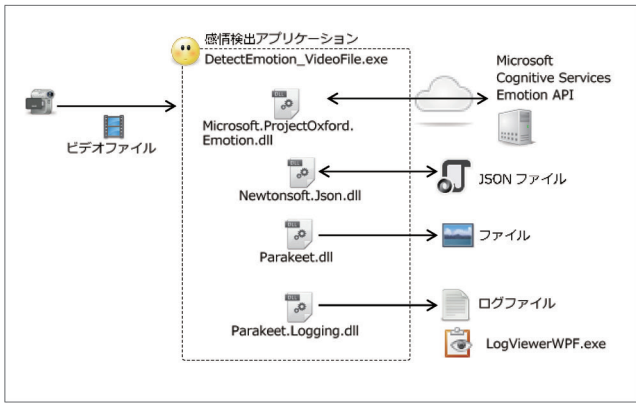 感情検出アプリケーション
DetectEmotion_VideoFile.exe
Microsoft
Cognitive Services
Emotion API
ビデオファイル
Microsoft.ProjectOxford.
Emotion.dll
Newtonsoft.Json.dll
JSON ファイル
Parakeet.dll
ファイル
Parakeet.Logging.dll
ログファイル
LogViewerWPF.exe